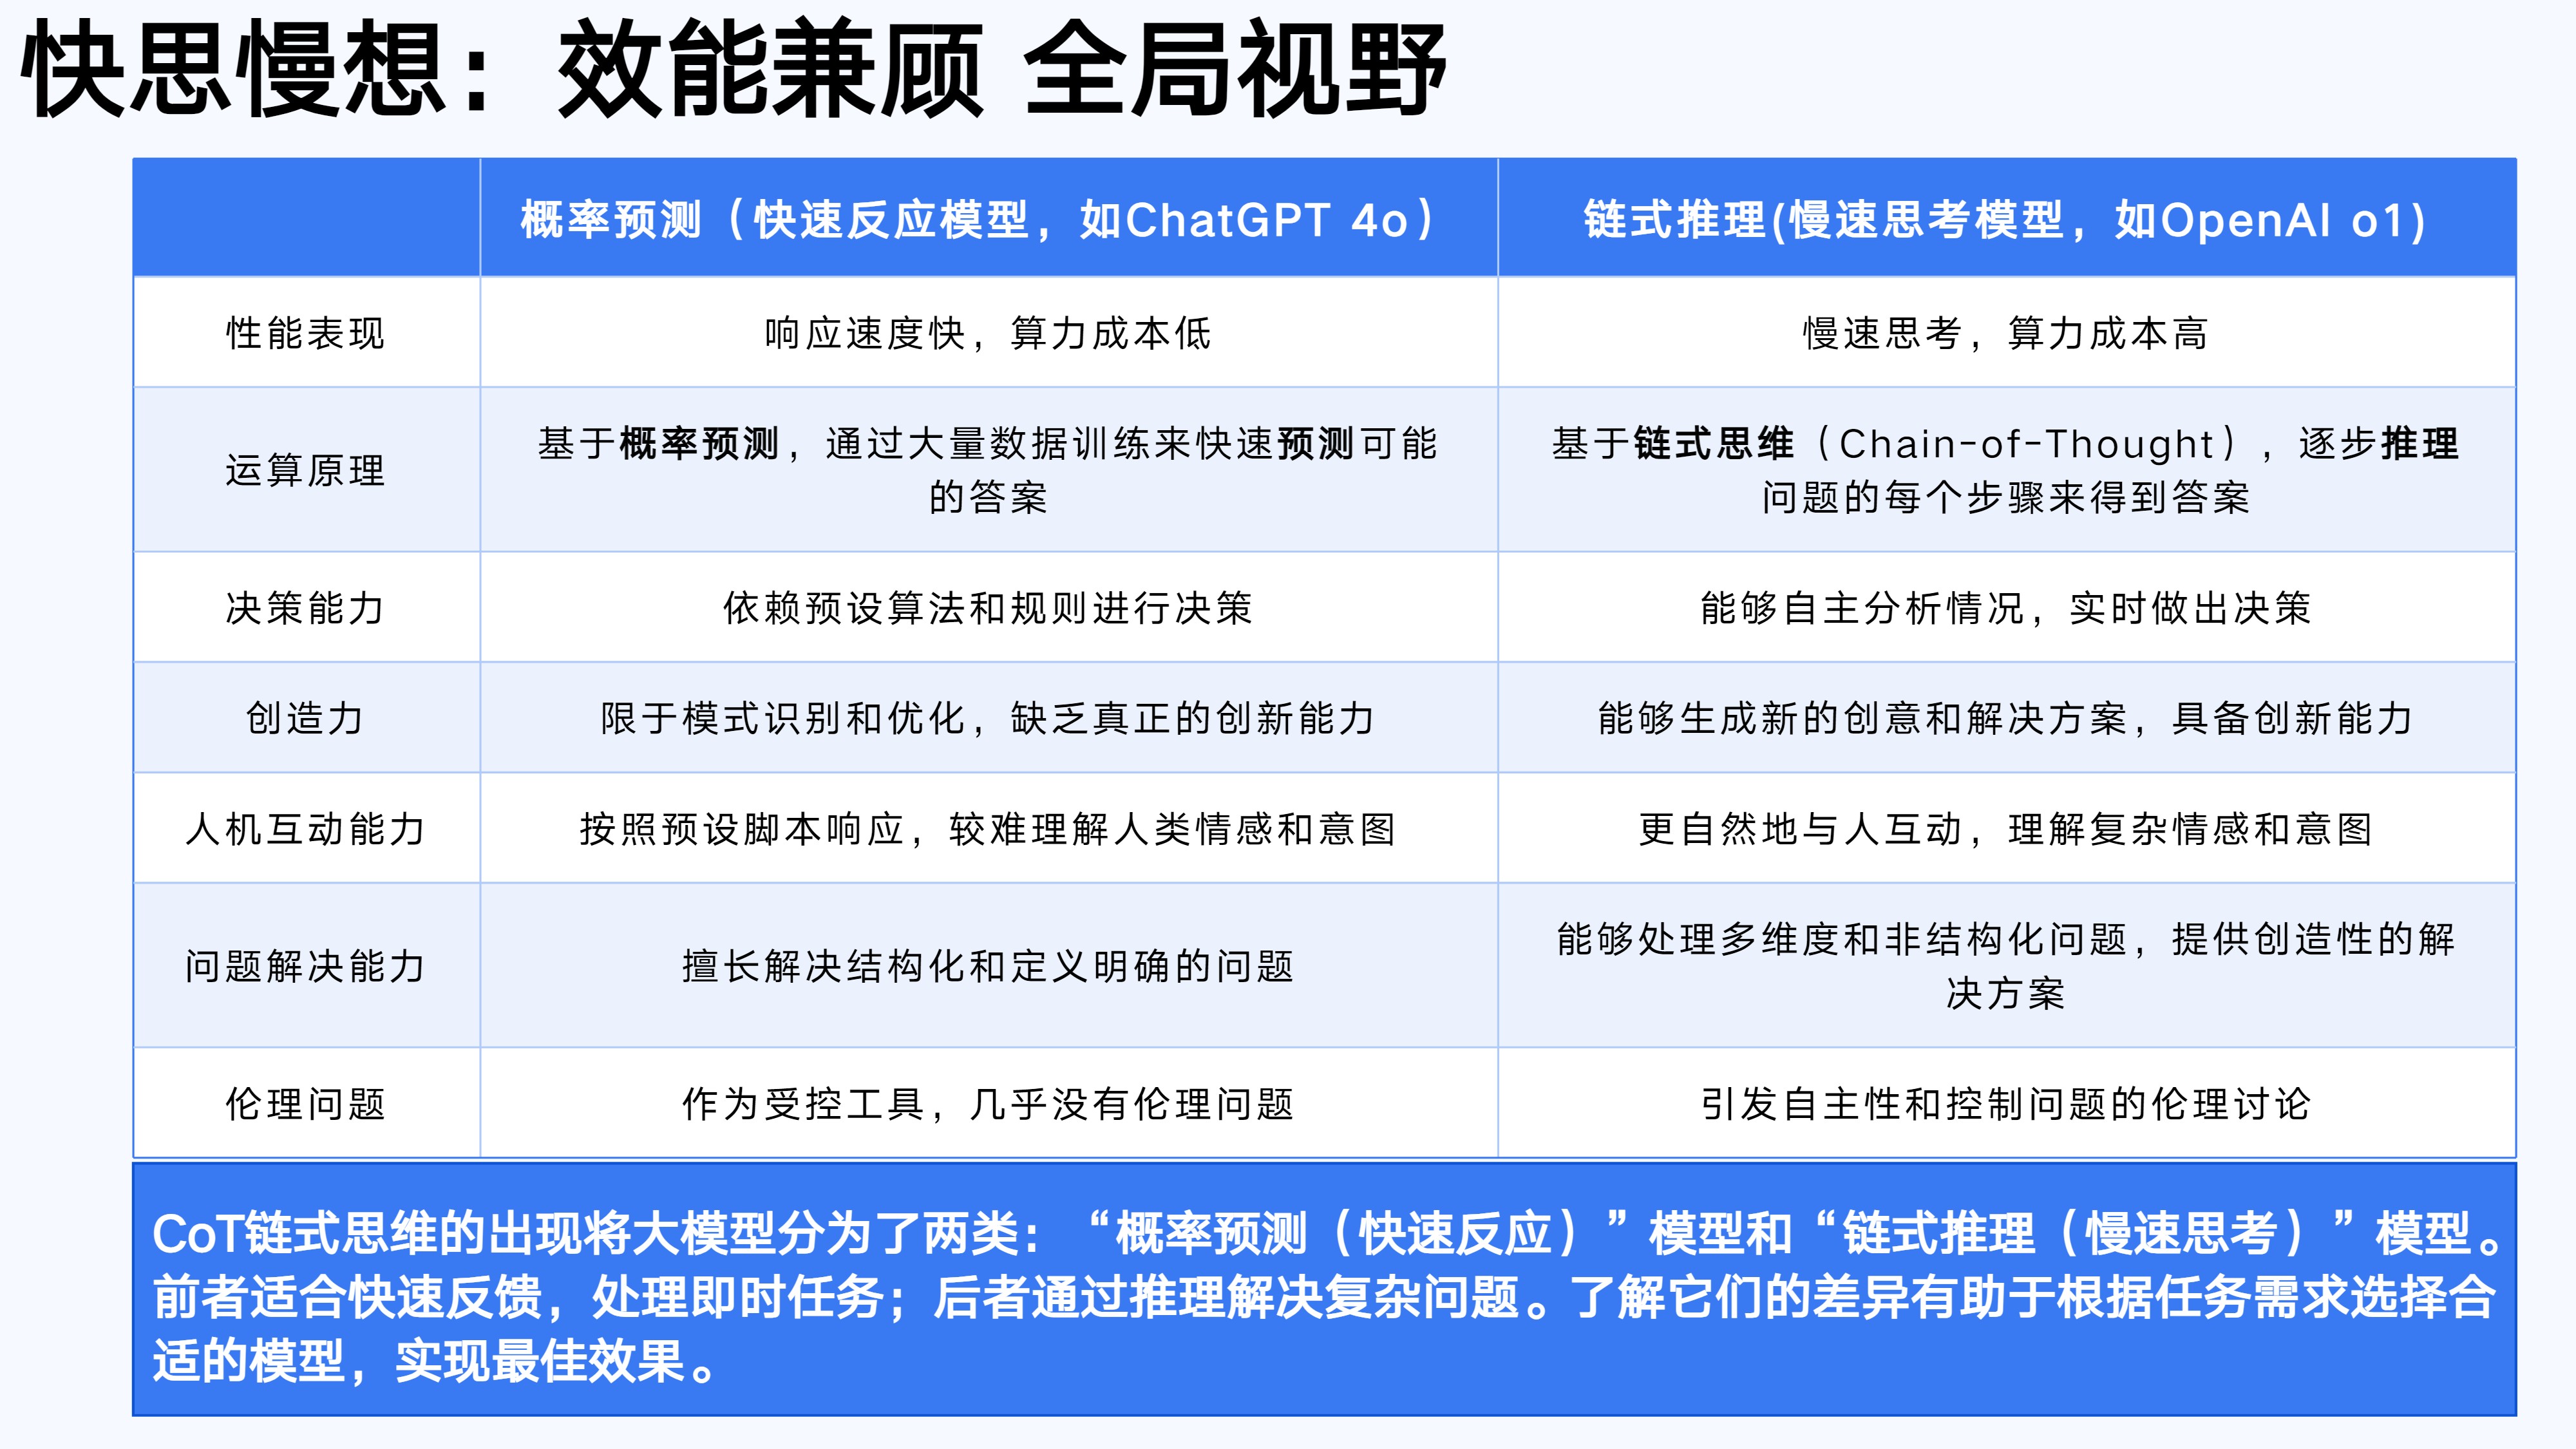 快思慢想：效能兼顾 全局视野
概率预测（快速反应模型，如ChatGPT 4o）
链式推理(慢速思考模型，如OpenAI o1)
性能表现
响应速度快，算力成本低
慢速思考，算力成本高
运算原理
基于概率预测，通过大量数据训练来快速预测可能
的答案
基于链式思维（Chain-of-Thought），逐步推理
问题的每个步骤来得到答案
决策能力
依赖预设算法和规则进行决策
能够自主分析情况，实时做出决策
创造力
限于模式识别和优化，缺乏真正的创新能力
能够生成新的创意和解决方案，具备创新能力
人机互动能力
按照预设脚本响应，较难理解人类情感和意图
更自然地与人互动，理解复杂情感和意图
问题解决能力
擅长解决结构化和定义明确的问题
能够处理多维度和非结构化问题，提供创造性的解
决方案
伦理问题
作为受控工具，几乎没有伦理问题
引发自主性和控制问题的伦理讨论
CoT链式思维的出现将大模型分为了两类：“概率预测（快速反应）”模型和“链式推理（慢速思考）”模型。
前者适合快速反馈，处理即时任务；后者通过推理解决复杂问题。了解它们的差异有助于根据任务需求选择合
适的模型，实现最佳效果。